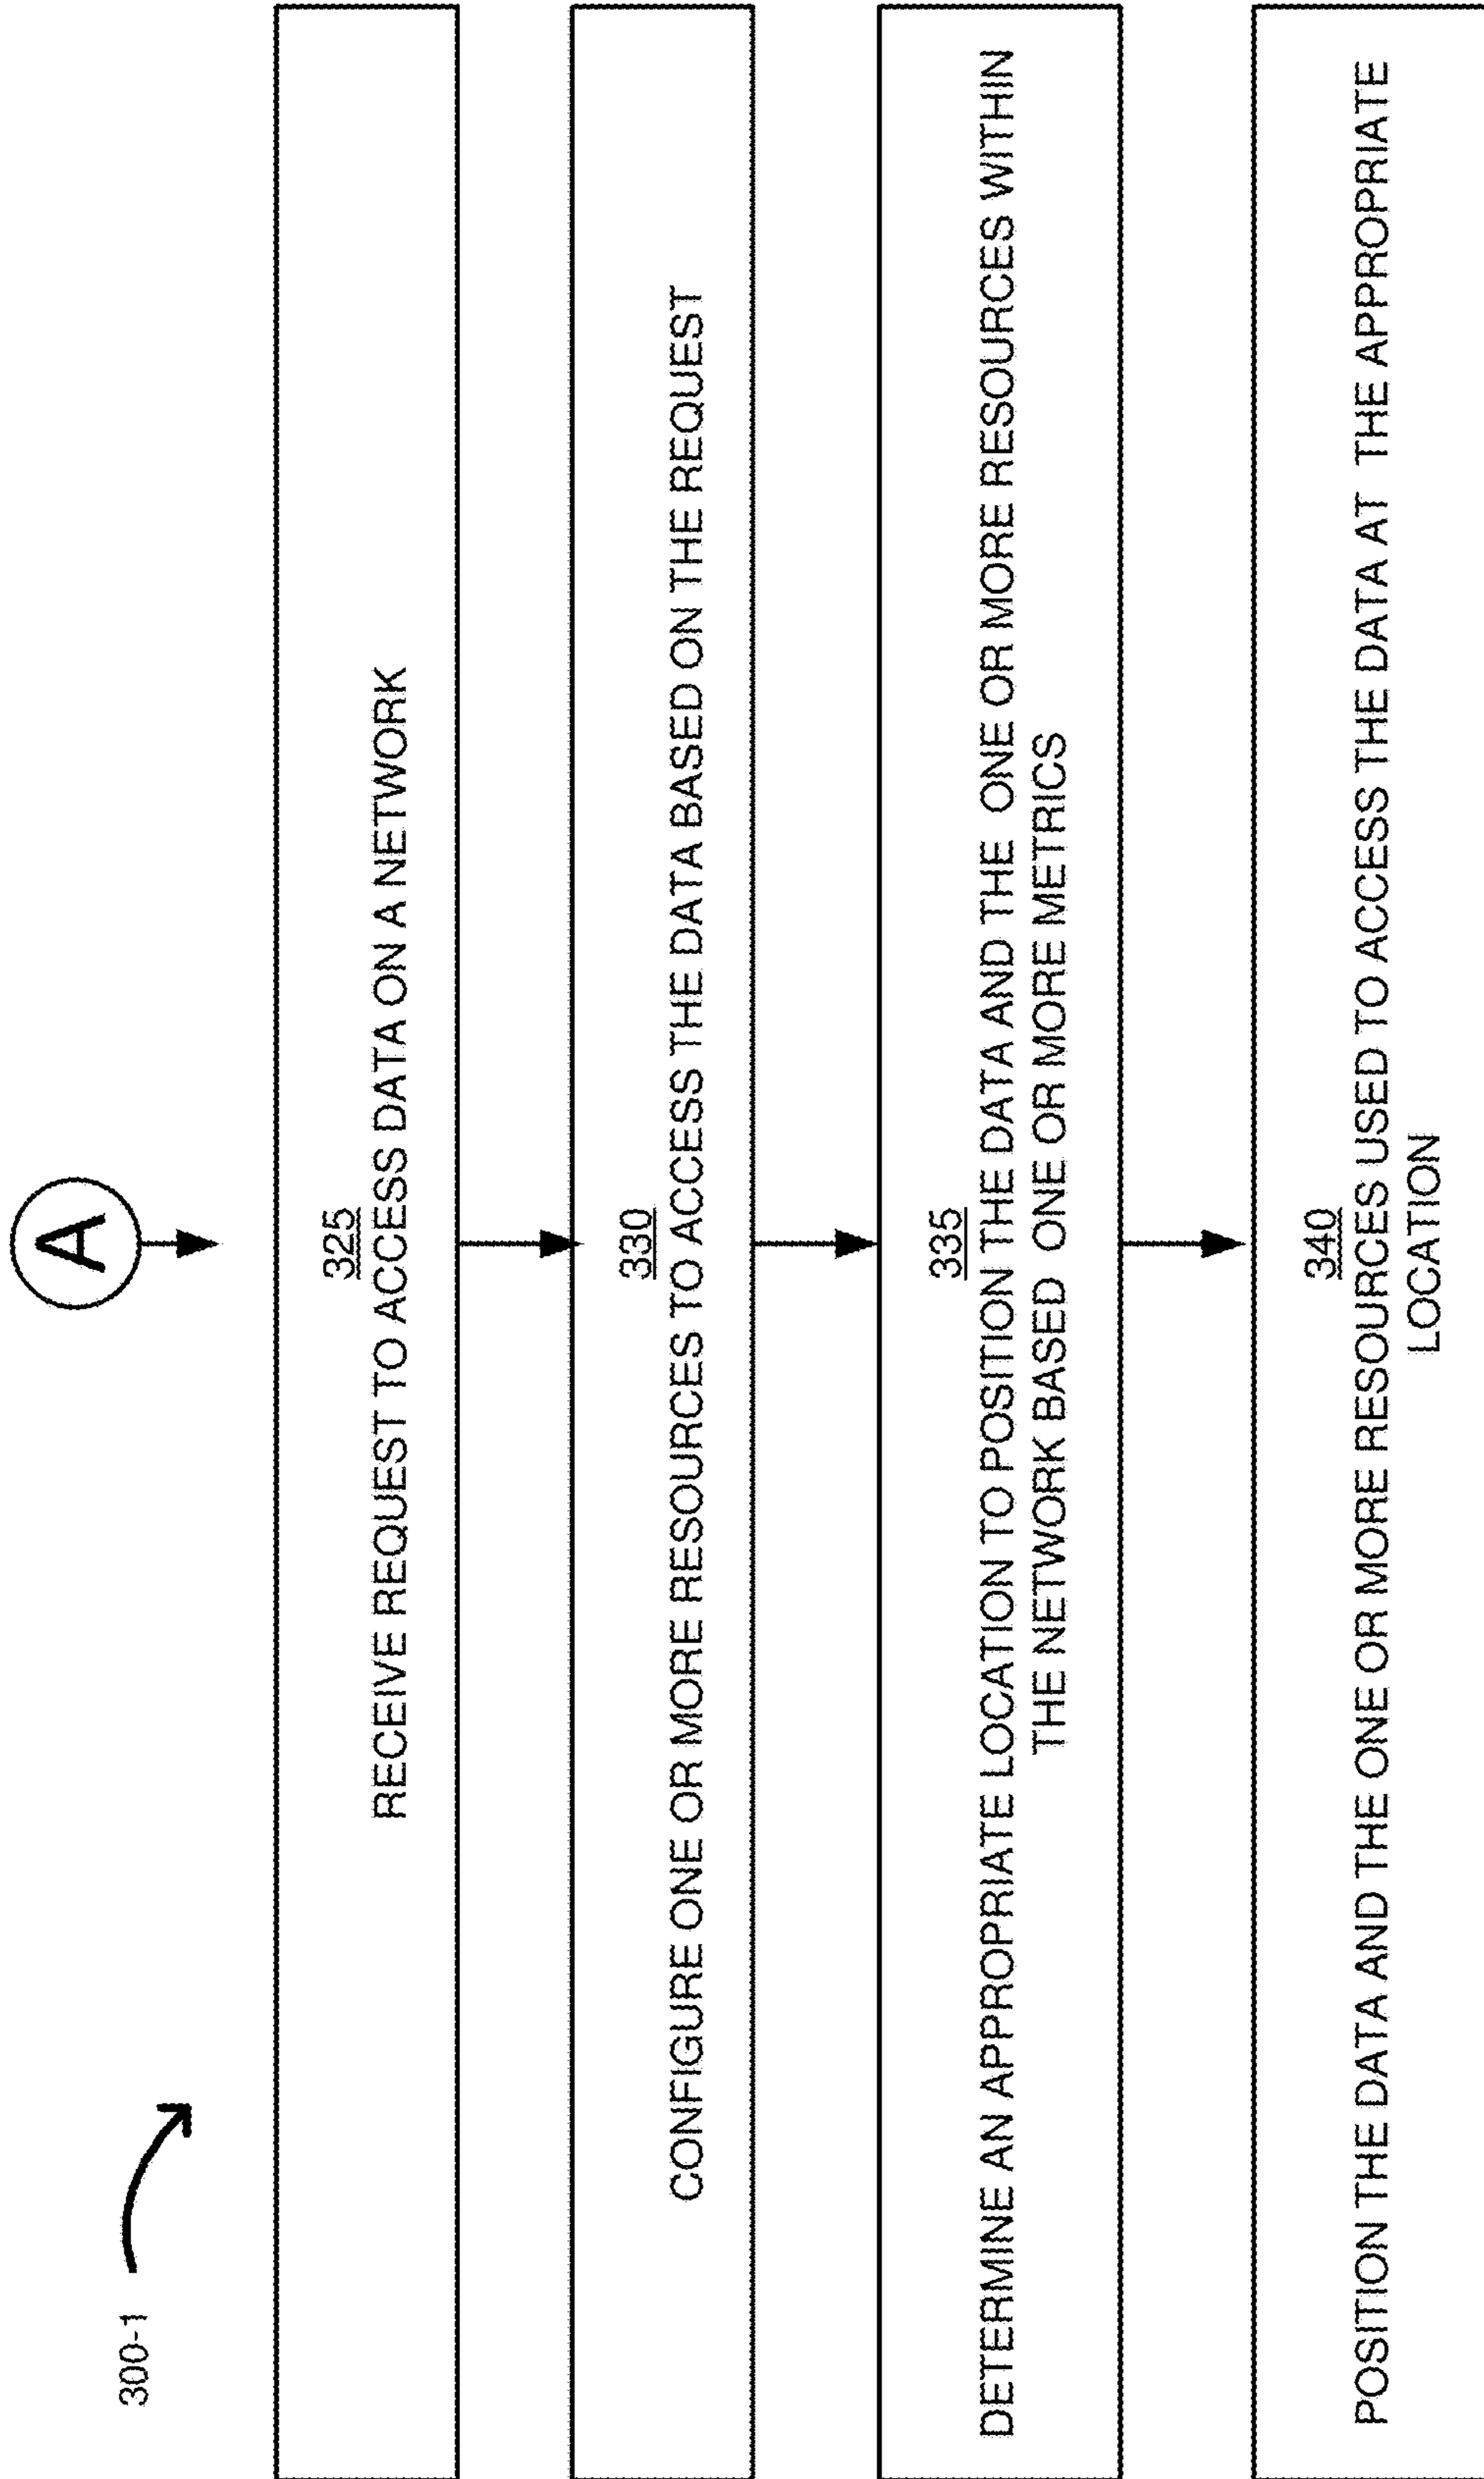 300-1
A
325
RECEIVE REQUEST TO ACCESS DATA ON A NETWORK
330
CONFIGURE ONE OR MORE RESOURCES TO ACCESS THE DATA BASED ON THE REQUEST
335
DETERMINE AN APPROPRIATE LOCATION TO POSITION THE DATA AND THE ONE OR MORE RESOURCES WITHIN
THE NETWORK BASED ONE OR MORE METRICS
340
POSITION THE DATA AND THE ONE OR MORE RESOURCES USED TO ACCESS THE DATA AT THE APPROPRIATE
LOCATION